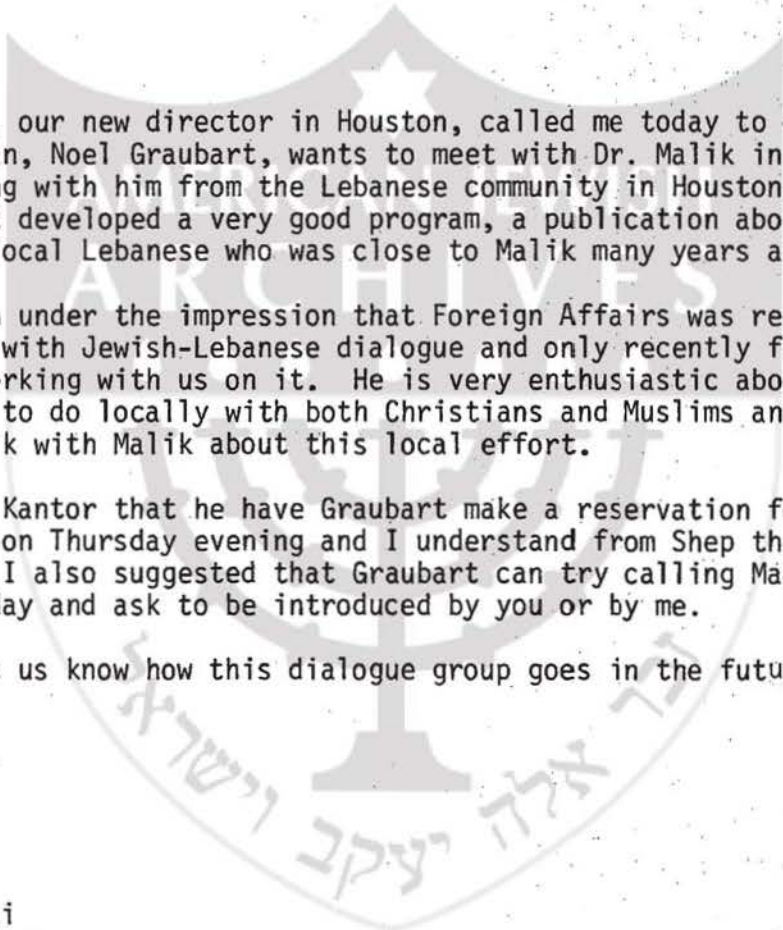 our new director in Houston, called me today to
n, Noel Graubart, wants to meet with Dr. Malik in
g with him from the Lebanese community in Houston
developed a very good program, a publication abo
ocal Lebanese who was close to Malik many years a
under the impression that Foreign Affairs was re
with Jewish-Lebanese dialogue and only recently f
rking with us on it. He is very enthusiastic abo
to do locally with both Christians and Muslims an
k with Malik about this local effort.
Kantor that he have Graubart make a reservation f
on Thursday evening and I understand from Shep th
I also suggested that Graubart can try calling Ma
ay and ask to be introduced by you or by me.
us know how this dialogue group goes in the futu
i
AMERICAN JEWISH
ARCHIVES
זכר אלה יצקב וישראל